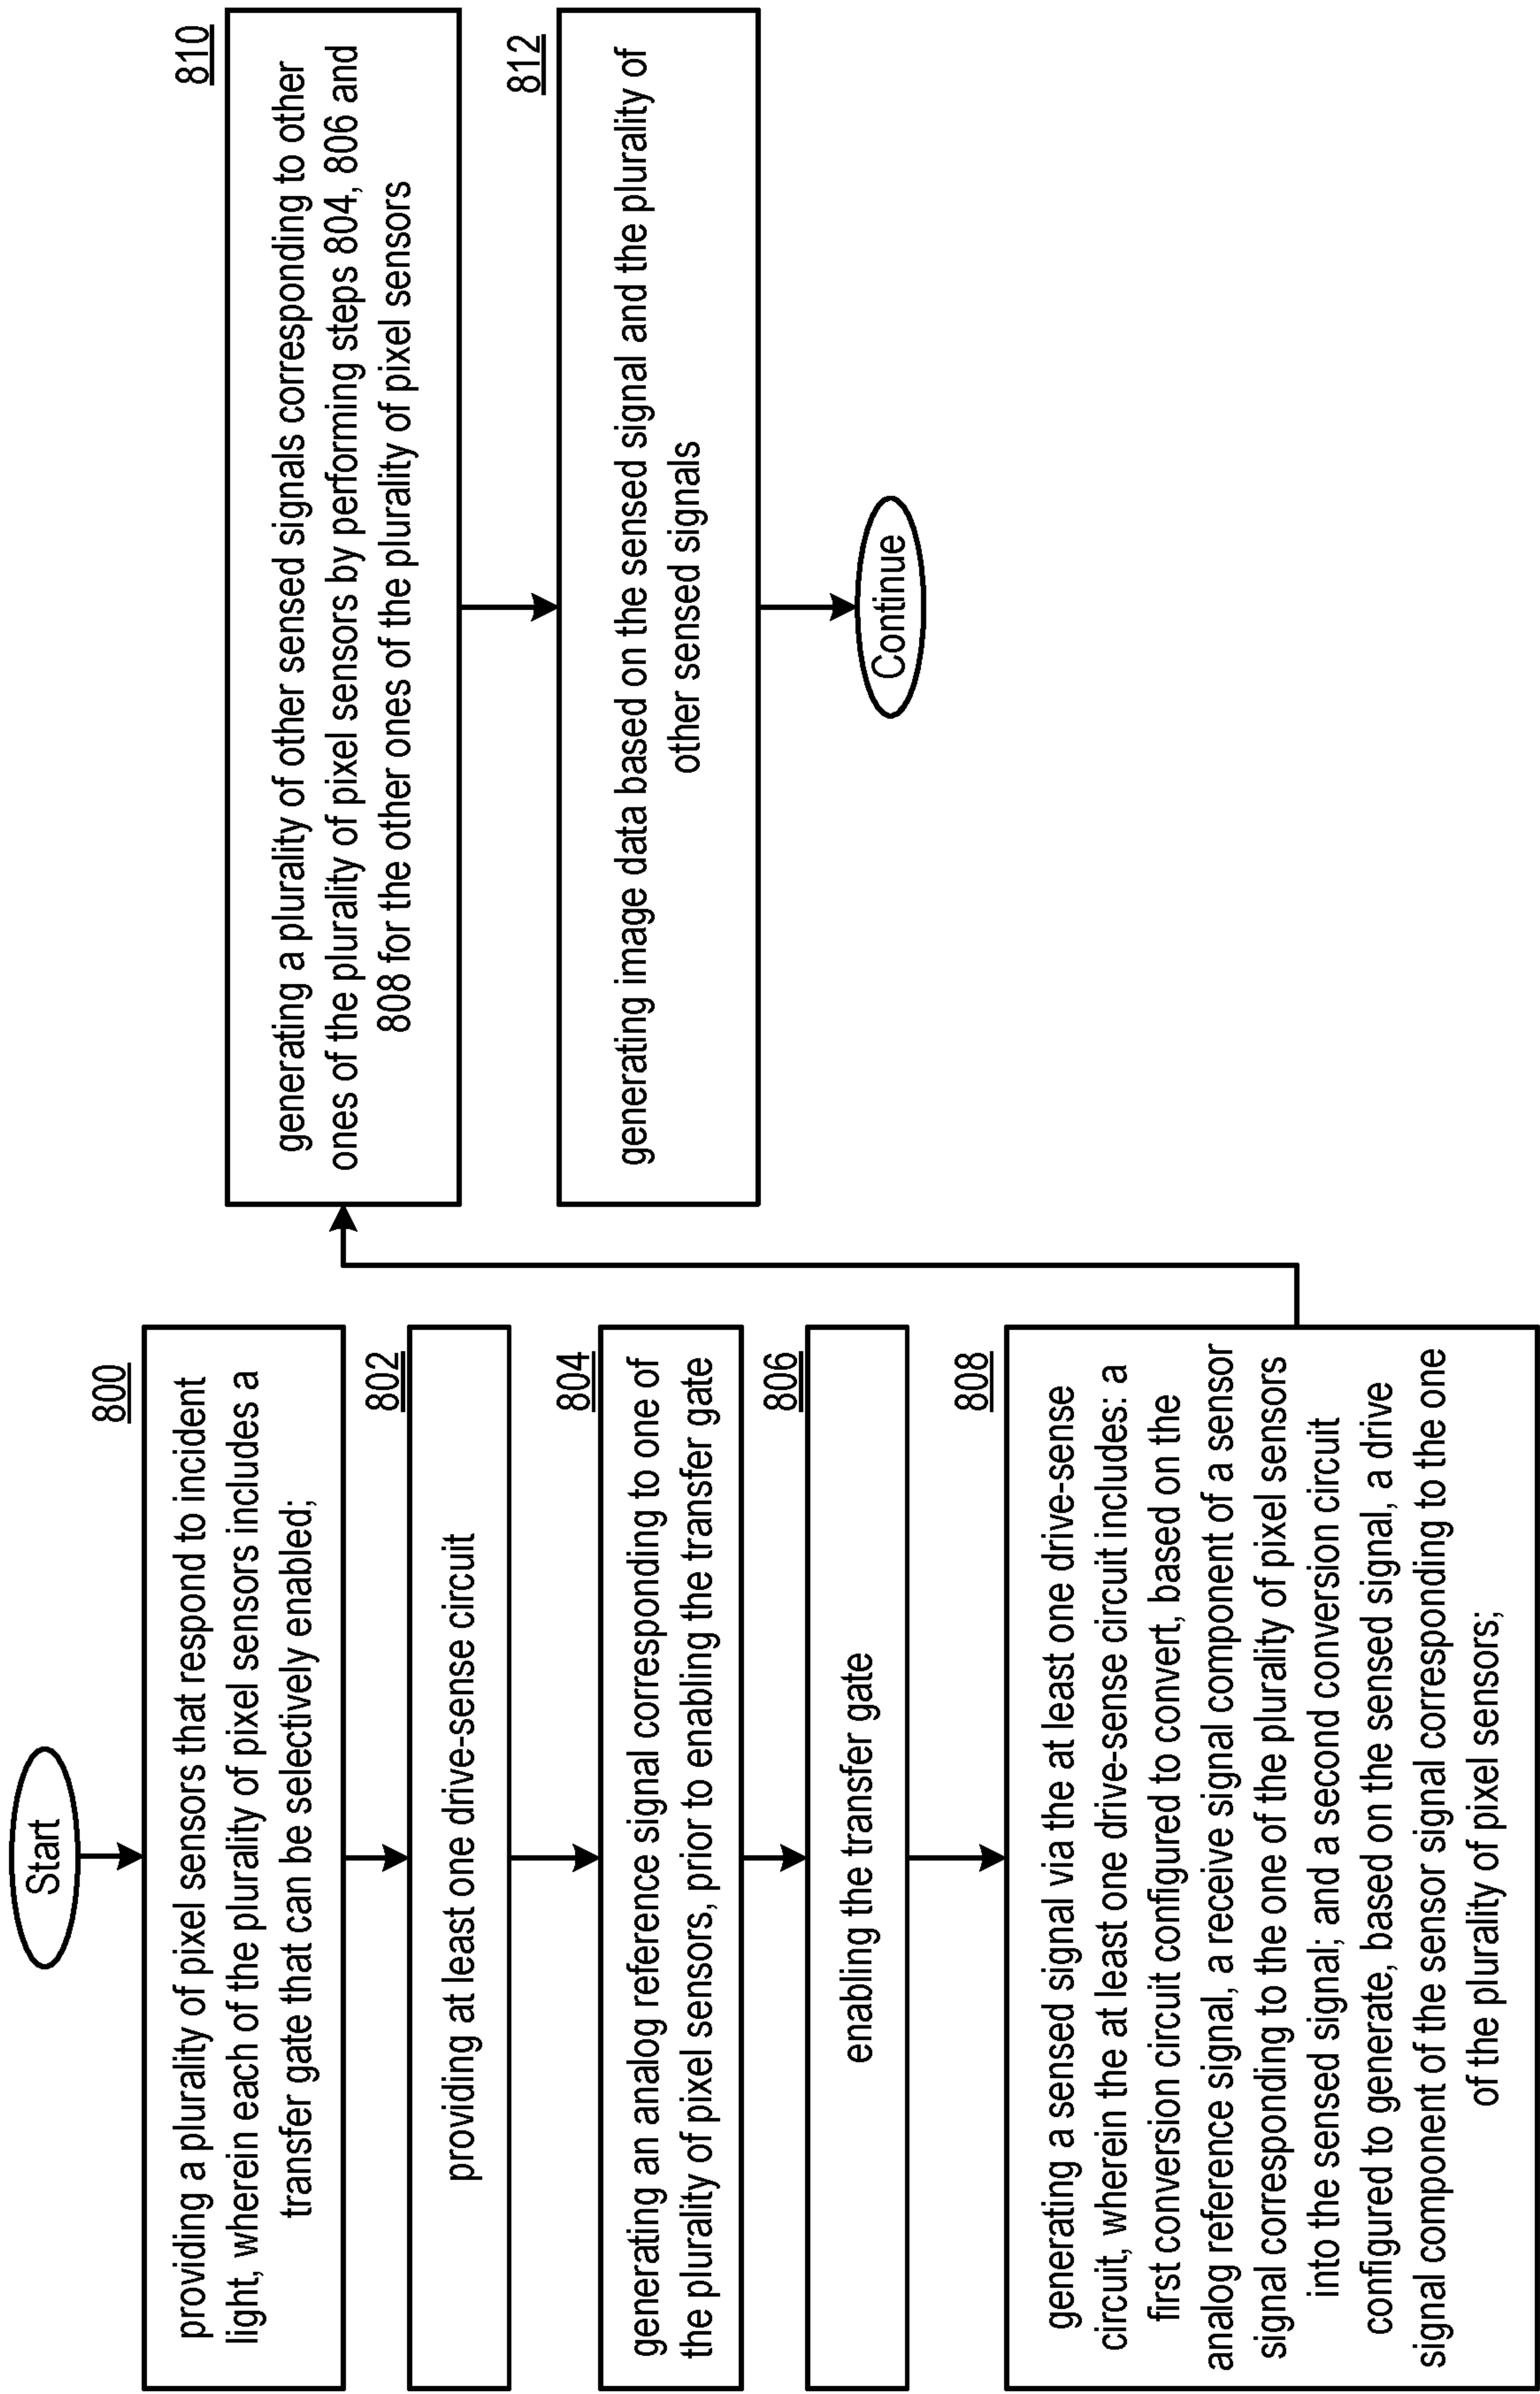 Start
800
providing a plurality of pixel sensors that respond to incident
light, wherein each of the plurality of pixel sensors includes a
transfer gate that can be selectively enabled;
802
providing at least one drive-sense circuit
804
generating an analog reference signal corresponding to one of
the plurality of pixel sensors, prior to enabling the transfer gate
806
enabling the transfer gate
808
generating a sensed signal via the at least one drive-sense
circuit, wherein the at least one drive-sense circuit includes: a
first conversion circuit configured to convert, based on the
analog reference signal, a receive signal component of a sensor
signal corresponding to the one of the plurality of pixel sensors
into the sensed signal; and a second conversion circuit
configured to generate, based on the sensed signal, a drive
signal component of the sensor signal corresponding to the one
of the plurality of pixel sensors;
810
generating a plurality of other sensed signals corresponding to other
ones of the plurality of pixel sensors by performing steps 804, 806 and
808 for the other ones of the plurality of pixel sensors
812
generating image data based on the sensed signal and the plurality of
other sensed signals
Continue